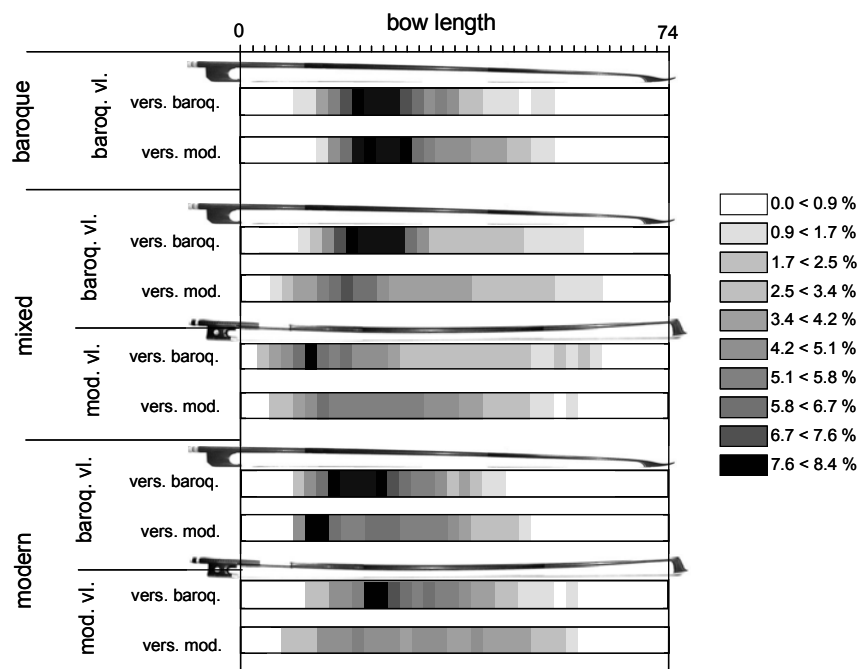 bow length
0 74
baroque
baroq. vl.
vers. baroq.
vers. mod.
mixed
baroq. vl.
vers. baroq.
vers. mod.
mod. vl.
vers. baroq.
vers. mod.
modern
baroq. vl.
vers. baroq.
vers. mod.
mod. vl.
vers. baroq.
vers. mod.
0.0 < 0.9 %
0.9 < 1.7 %
1.7 < 2.5 %
2.5 < 3.4 %
3.4 < 4.2 %
4.2 < 5.1 %
5.1 < 5.8 %
5.8 < 6.7 %
6.7 < 7.6 %
7.6 < 8.4 %